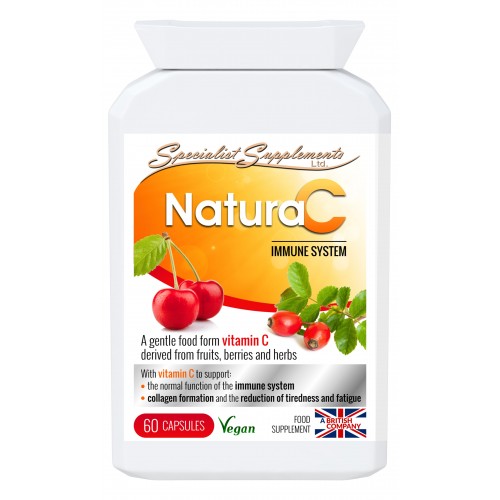 Specialist Supplements
Ltd.
NaturaC
IMMUNE SYSTEM
A gentle food form vitamin C
derived from fruits, berries and herbs
With vitamin C to support:
• the normal function of the immune system
• collagen formation and the reduction of tiredness and fatigue
60 CAPSULES
Vegan
FOOD
SUPPLEMENT
A BRITISH
COMPANY